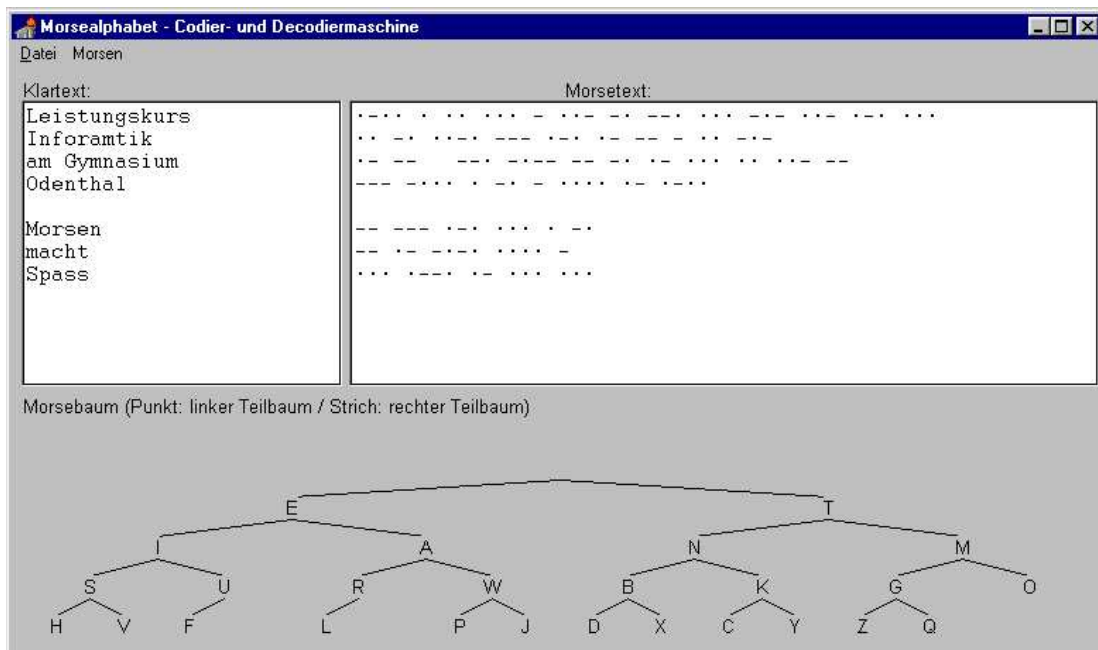 Morsealphabet - Codier- und Decodiermaschine
Datei Morsen
Klartext:
Leistungskurs
Inforamtik
am Gymnasium
Odenthal
Morsen
macht
Spass
Morsetext:
·-·· · ·· ··· - ··- -· --· ··· -·- ··- ·-· ···
·· -· ··-· --- ·-· ·- -- - ·· -·-
·- --   --· -·-- -- -· ·- ··· ·· ··- --
--- -··· · -· - ···· ·- ·-··
-- --- ·-· ··· · -·
-- ·- -·-· ···· -
··· ·--· ·- ··· ···
Morsebaum (Punkt: linker Teilbaum / Strich: rechter Teilbaum)
E T
I A N M
S U R W B K G O
H V F L P J D X C Y Z Q